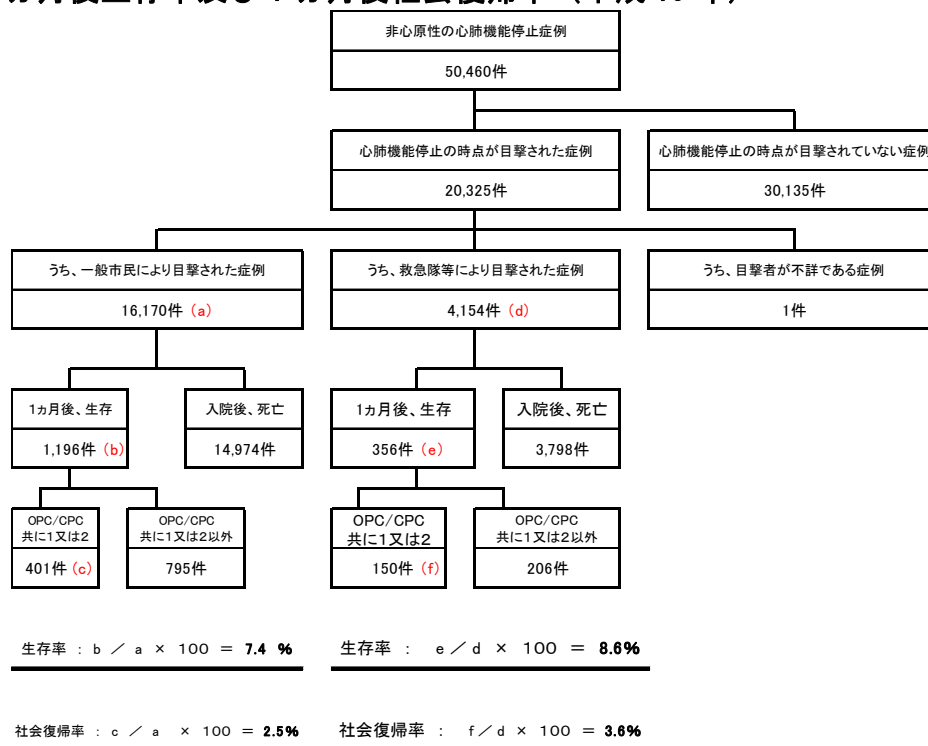 非心原性の心肺機能停止症例
50,460件
心肺機能停止の時点が目撃された症例
心肺機能停止の時点が目撃されていない症例
20,325件
30,135件
うち、一般市民により目撃された症例
うち、救急隊等により目撃された症例
うち、目撃者が不詳である症例
16,170件 (a)
4,154件 (d)
1件
1ヵ月後、生存
入院後、死亡
1ヵ月後、生存
入院後、死亡
1,196件 (b)
14,974件
356件 (e)
3,798件
OPC/CPC
共に1又は2
OPC/CPC
共に1又は2以外
OPC/CPC
共に1又は2
OPC/CPC
共に1又は2以外
401件 (c)
795件
150件 (f)
206件
生存率 : b / a × 100 = 7.4 %
生存率 : e / d × 100 = 8.6%
社会復帰率 : c / a × 100 = 2.5%
社会復帰率 : f / d × 100 = 3.6%